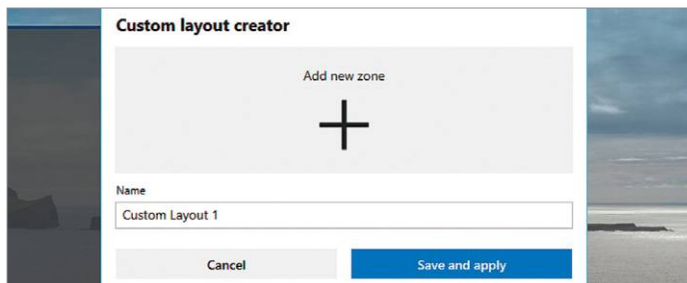 Custom layout creator
Add new zone
Name
Custom Layout 1
Cancel
Save and apply